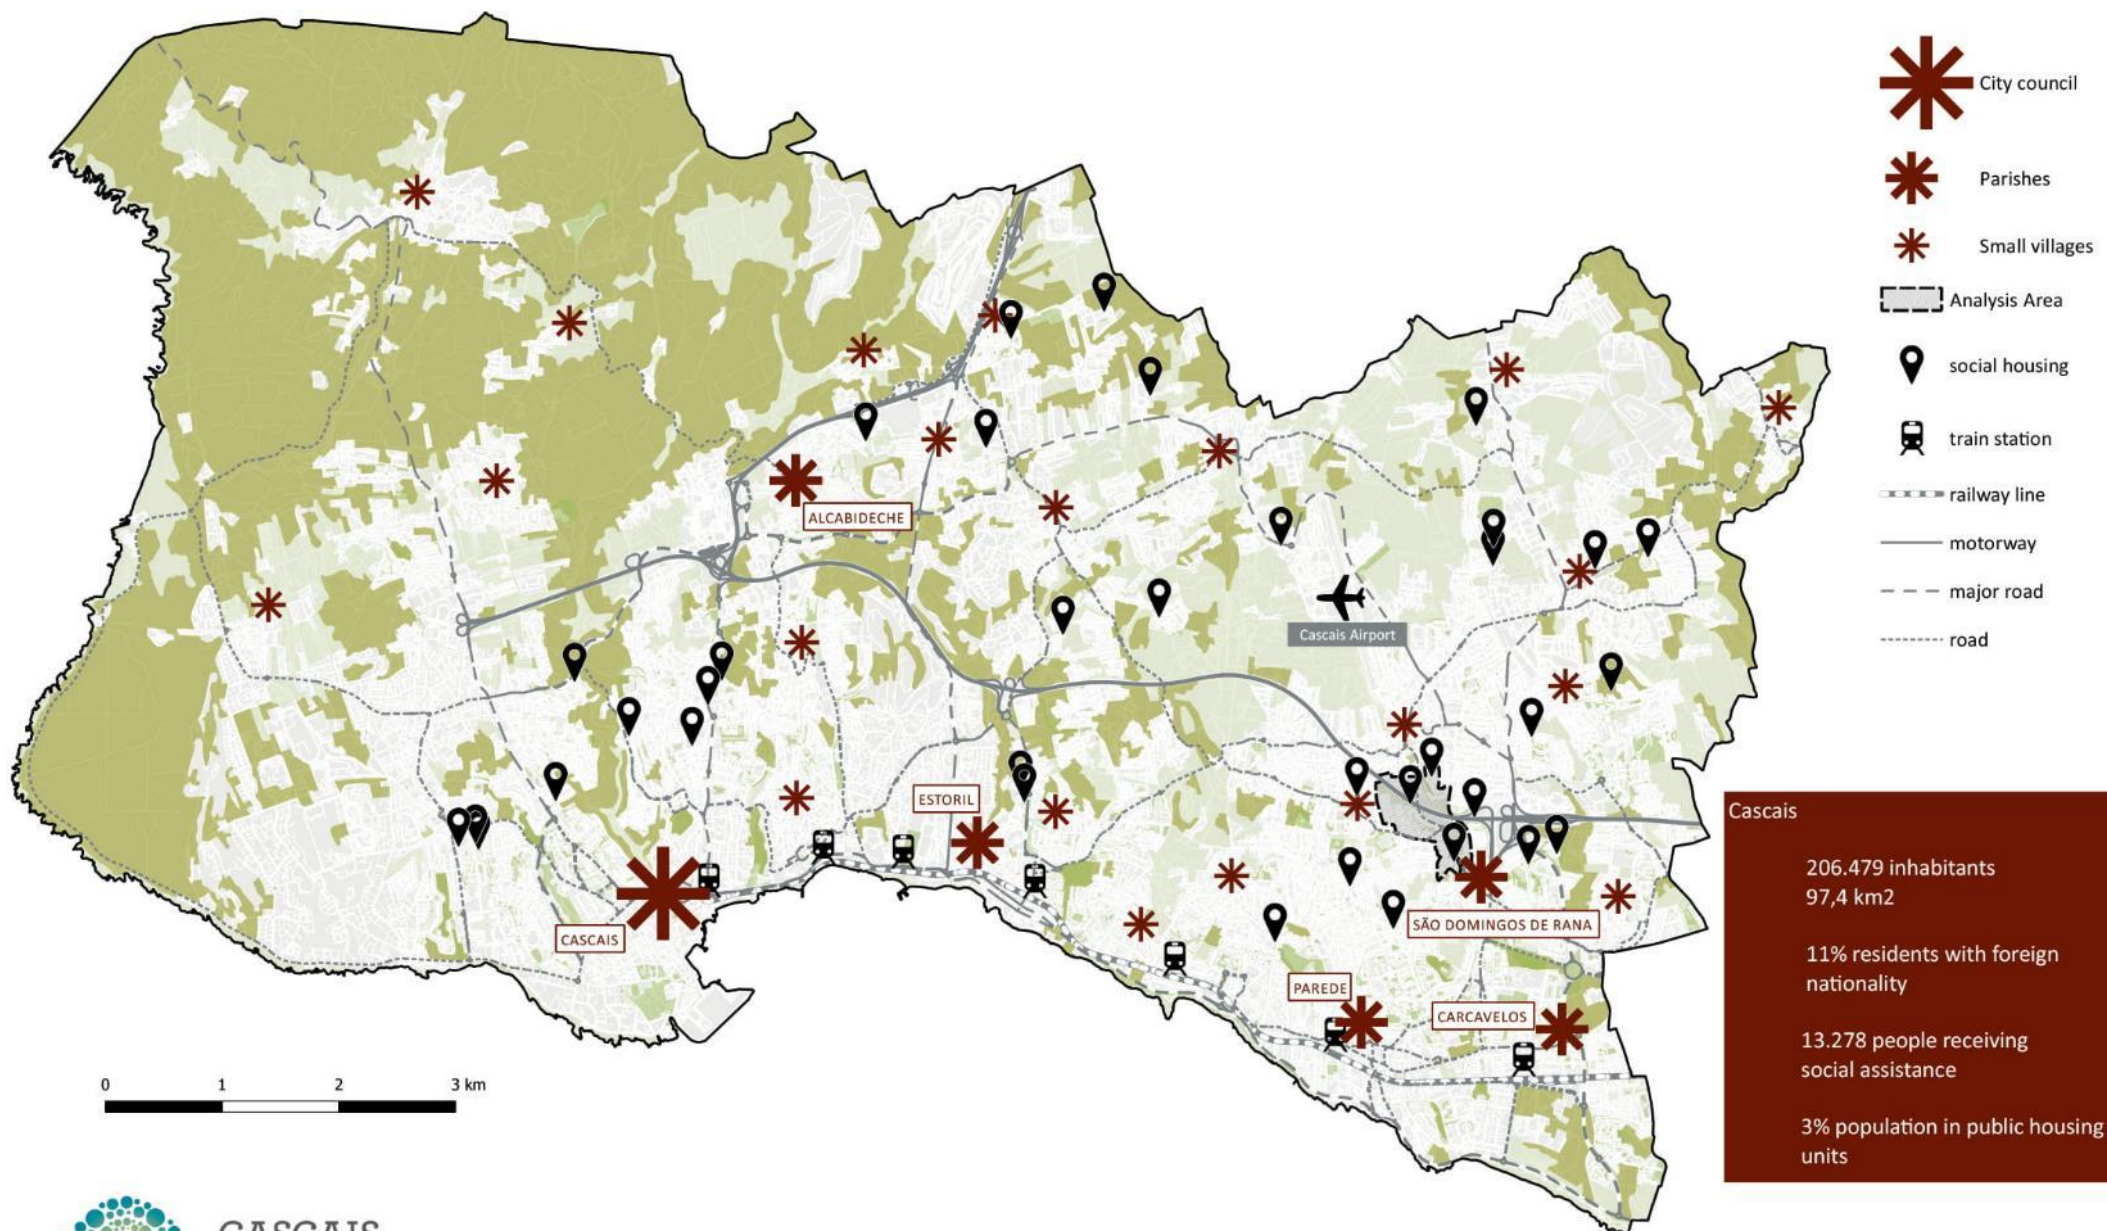 City council
Parishes
Small villages
Analysis Area
social housing
train station
railway line
motorway
major road
road
ALCABIDECHE
Cascais Airport
ESTORIL
CASCAIS
SÃO DOMINGOS DE RANA
PAREDE
CARCAVELOS
0 1 2 3 km
Cascais
206.479 inhabitants
97,4 km2
11% residents with foreign
nationality
13.278 people receiving
social assistance
3% population in public housing
units
CASCAIS